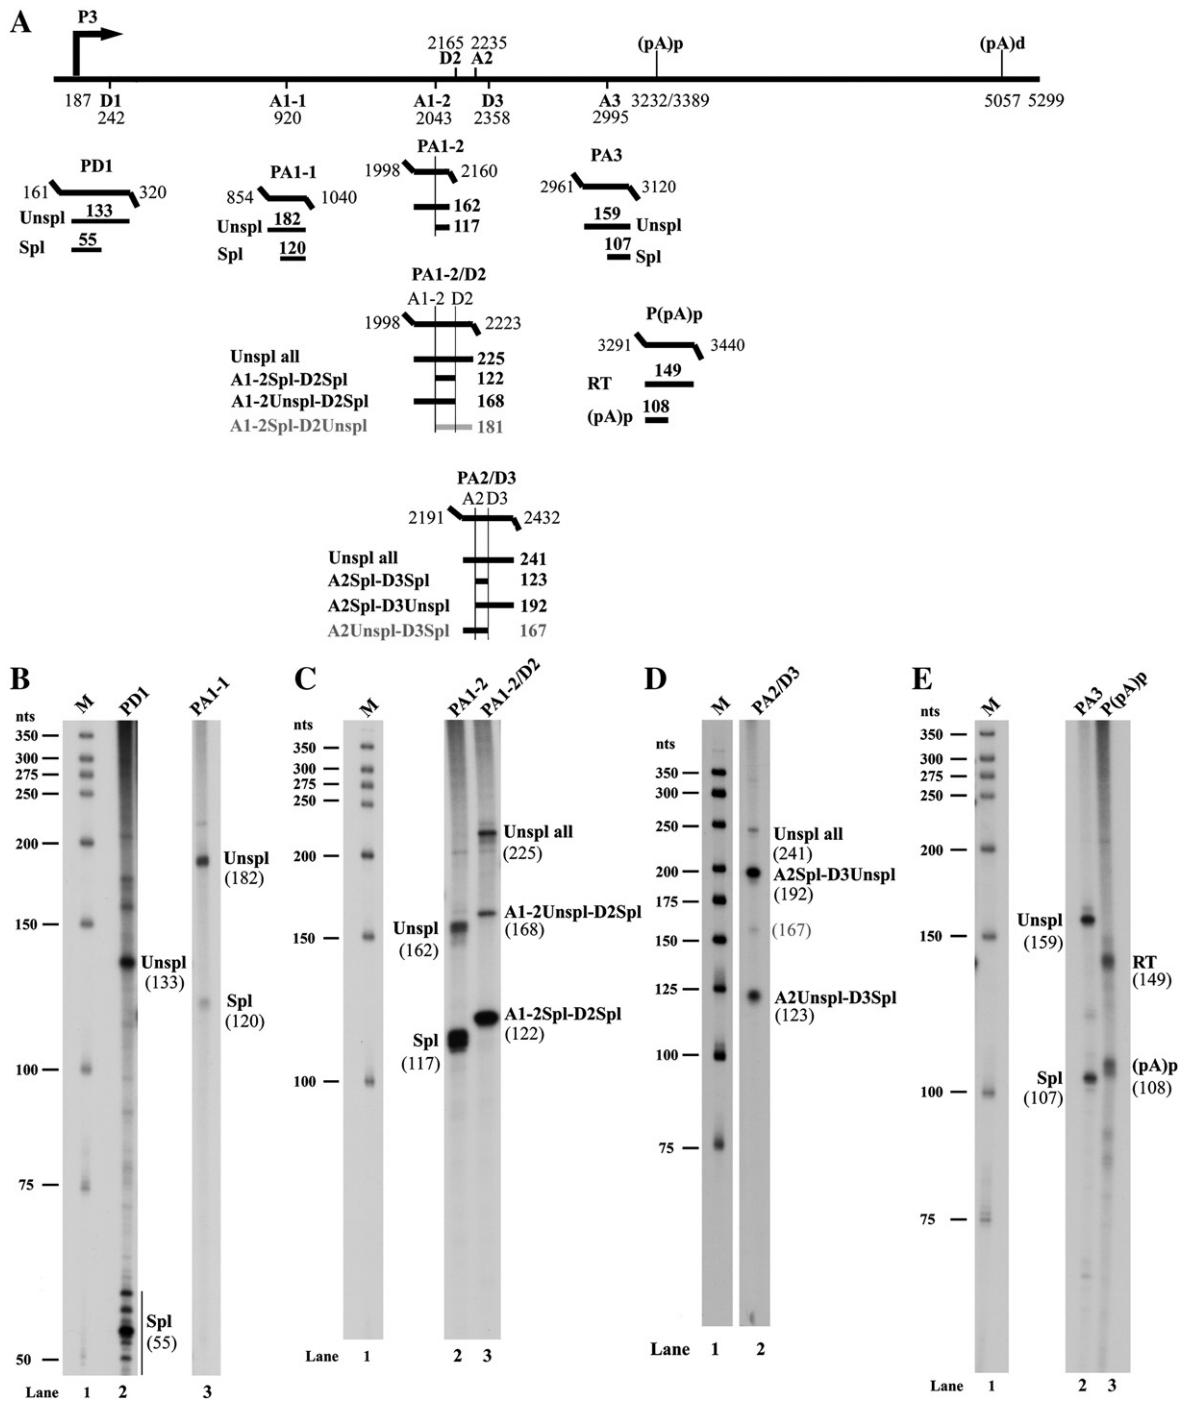 A
P3
2165 2235
D2 A2
(pA)p
(pA)d
187 D1 A1-1 A1-2 D3 A3 3232/3389 5057 5299
242 920 2043 2358 2995
PD1
161 320
Unspl 133
Spl 55
PA1-1
854 1040
Unspl 182
Spl 120
PA1-2
1998 2160
162
117
PA3
2961 3120
159 Unspl
107 Spl
PA1-2/D2
A1-2 D2
1998 2223
Unspl all 225
A1-2Spl-D2Spl 122
A1-2Unspl-D2Spl 168
A1-2Spl-D2Unspl 181
P(pA)p
3291 3440
RT 149
(pA)p 108
PA2/D3
A2 D3
2191 2432
Unspl all 241
A2Spl-D3Spl 123
A2Spl-D3Unspl 192
A2Unspl-D3Spl 167
B
M PD1 PA1-1
nts
350
300
275
250
200
150
100
75
50
Unspl
(133)
Spl
(55)
Unspl
(182)
Spl
(120)
Lane 1 2 3
C
M PA1-2 PA1-2/D2
nts
350
300
275
250
200
150
100
Unspl
(162)
Spl
(117)
Unspl all
(225)
A1-2Unspl-D2Spl
(168)
A1-2Spl-D2Spl
(122)
Lane 1 2 3
D
M PA2/D3
nts
350
300
250
200
175
150
125
100
75
Unspl all
(241)
A2Spl-D3Unspl
(192)
(167)
A2Unspl-D3Spl
(123)
Lane 1 2
E
M PA3 P(pA)p
nts
350
300
275
250
200
150
100
75
Unspl
(159)
Spl
(107)
RT
(149)
(pA)p
(108)
Lane 1 2 3